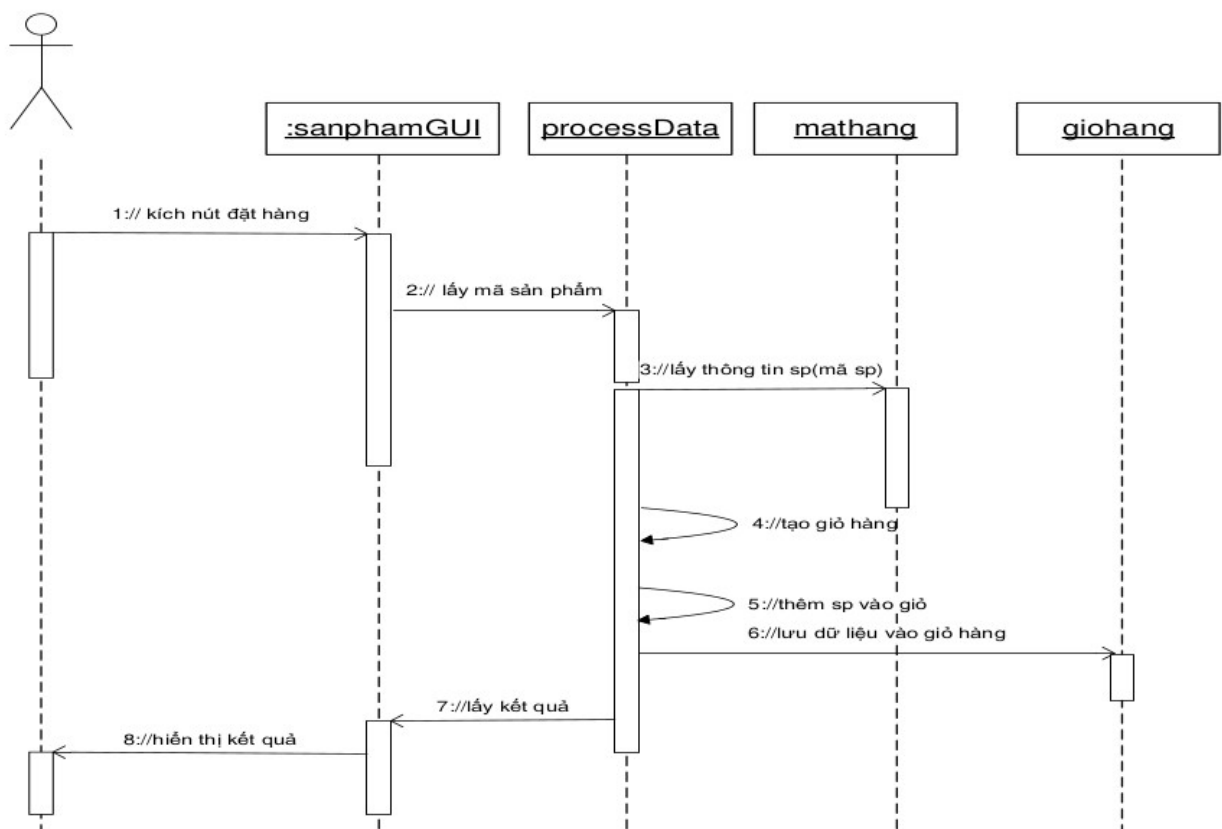 :sanphamGUI
processData
mathang
giohang
1:// kích nút đặt hàng
2:// lấy mã sản phẩm
3://lấy thông tin sp(mã sp)
4://tạo giỏ hàng
5://thêm sp vào giỏ
6://lưu dữ liệu vào giỏ hàng
7://lấy kết quả
8://hiển thị kết quả